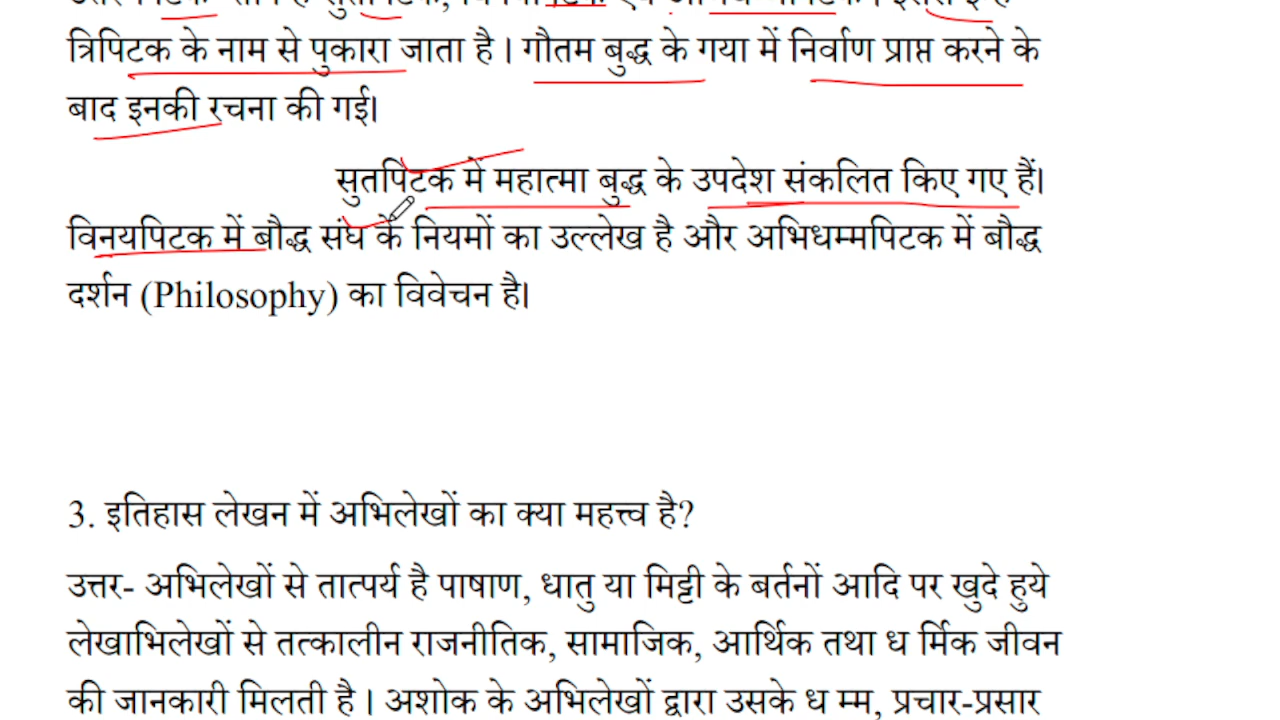 त्रिपिटक के नाम से पुकारा जाता है । गौतम बुद्ध के गया में निर्वाण प्राप्त करने के
बाद इनकी रचना की गई।
सुतपिटक में महात्मा बुद्ध के उपदेश संकलित किए गए हैं।
विनयपिटक में बौद्ध संघ के नियमों का उल्लेख है और अभिधम्मपिटक में बौद्ध
दर्शन (Philosophy) का विवेचन है।
3. इतिहास लेखन में अभिलेखों का क्या महत्त्व है?
उत्तर- अभिलेखों से तात्पर्य है पाषाण, धातु या मिट्टी के बर्तनों आदि पर खुदे हुये
लेखाभिलेखों से तत्कालीन राजनीतिक, सामाजिक, आर्थिक तथा ध र्मिक जीवन
की जानकारी मिलती है । अशोक के अभिलेखों द्वारा उसके ध म्म, प्रचार-प्रसार